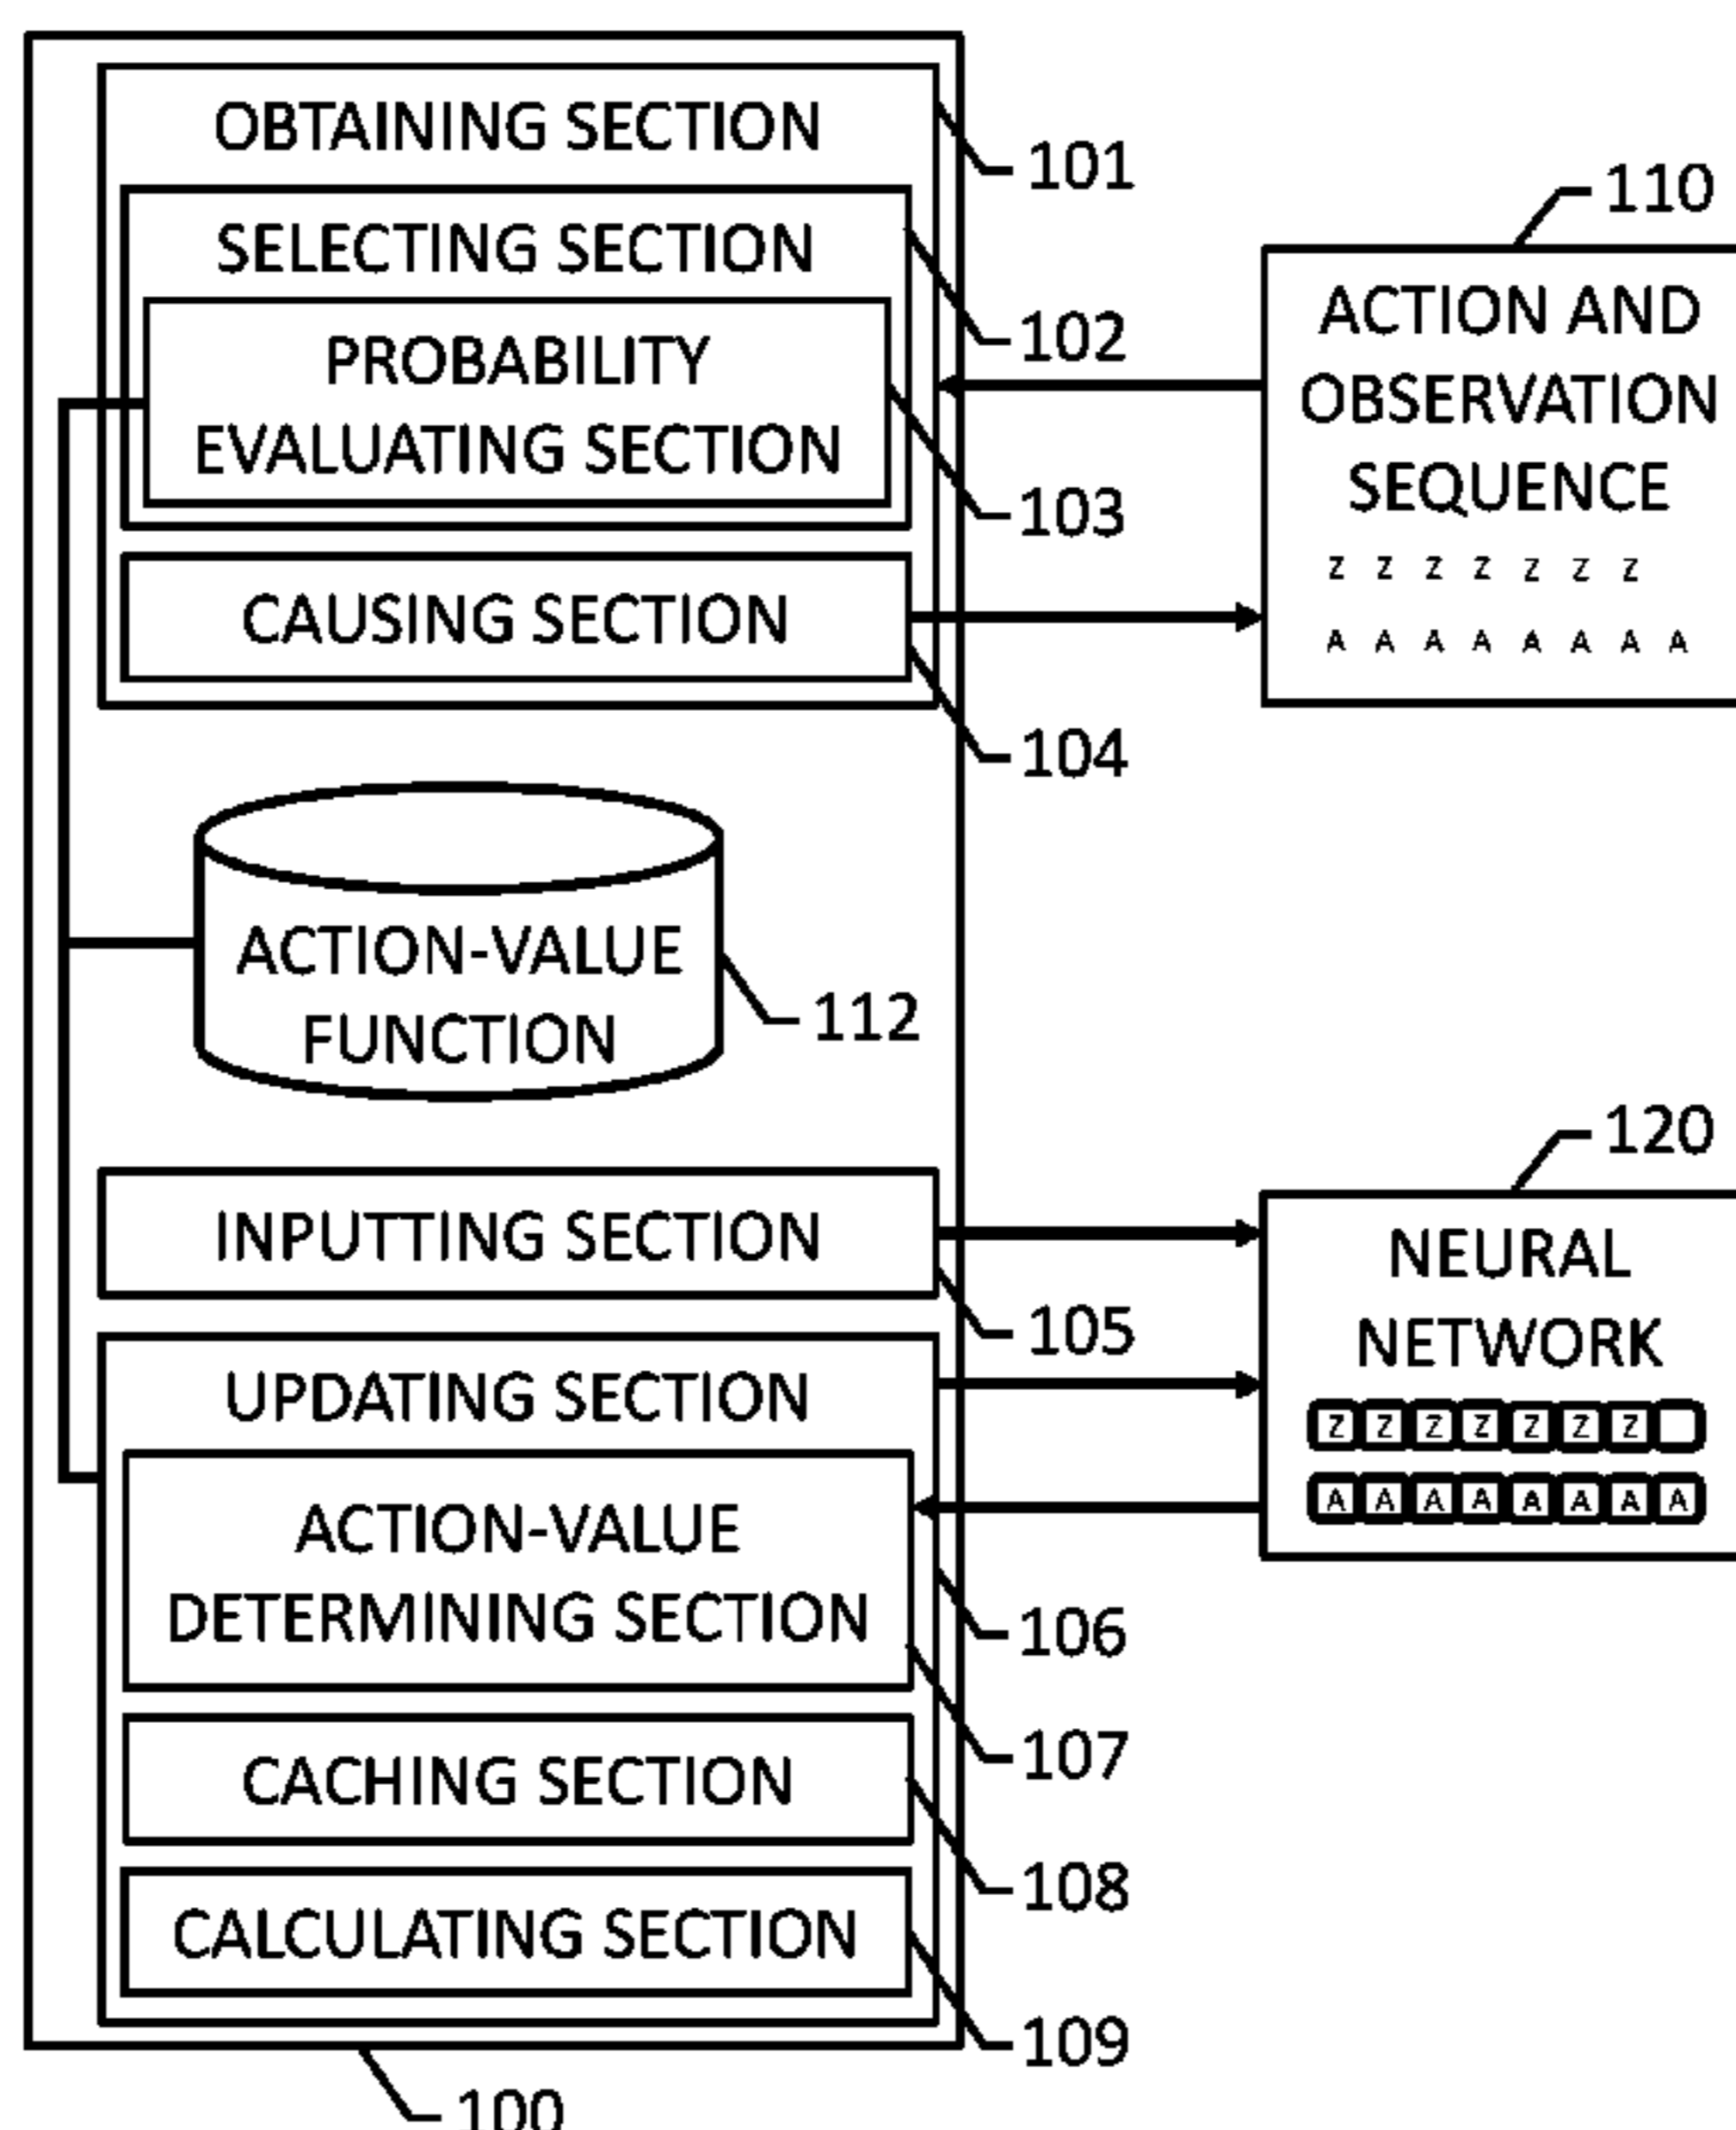 OBTAINING SECTION
101
SELECTING SECTION
102
PROBABILITY
EVALUATING SECTION
103
CAUSING SECTION
104
110
ACTION AND
OBSERVATION
SEQUENCE
Z Z Z Z Z Z Z
A A A A A A A A
ACTION-VALUE
FUNCTION
112
INPUTTING SECTION
105
120
NEURAL
NETWORK
Z Z Z Z Z Z Z
A A A A A A A A
UPDATING SECTION
106
ACTION-VALUE
DETERMINING SECTION
107
CACHING SECTION
108
CALCULATING SECTION
109
100